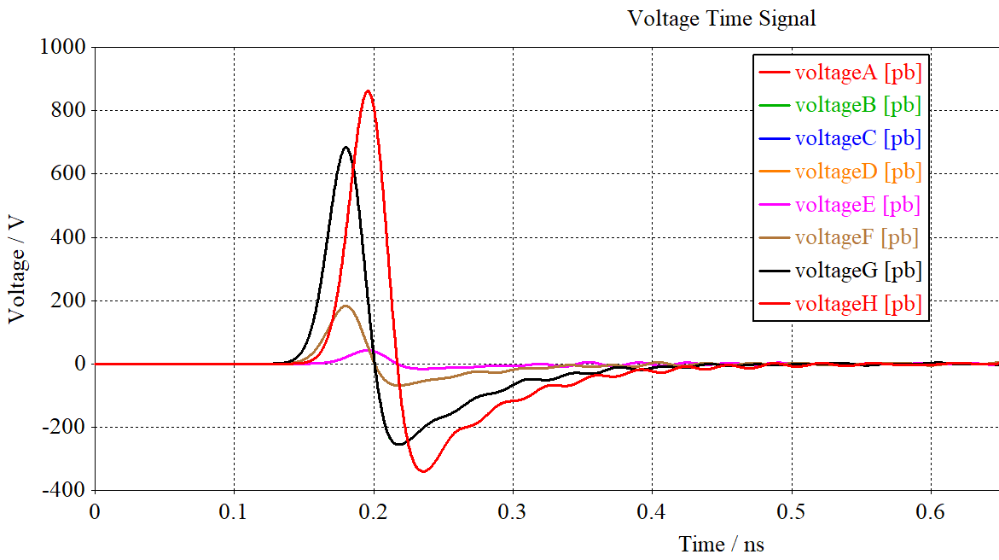 Voltage Time Signal
1000
800
600
400
200
0
-200
-400
Voltage / V
voltageA [pb]
voltageB [pb]
voltageC [pb]
voltageD [pb]
voltageE [pb]
voltageF [pb]
voltageG [pb]
voltageH [pb]
0 0.1 0.2 0.3 0.4 0.5 0.6
Time / ns